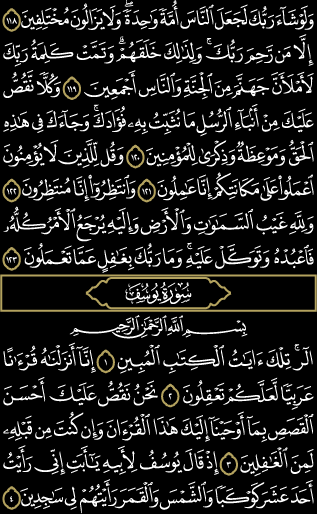 وَلَوْ شَاءَ رَبُّكَ لَجَعَلَ النَّاسَ أُمَّةً وَاحِدَةً ۖ وَلَا يَزَالُونَ مُخْتَلِفِينَ ١١٨
إِلَّا مَن رَّحِمَ رَبُّكَ ۚ وَلِذَٰلِكَ خَلَقَهُمْ ۗ وَتَمَّتْ كَلِمَةُ رَبِّكَ
لَأَمْلَأَنَّ جَهَنَّمَ مِنَ الْجِنَّةِ وَالنَّاسِ أَجْمَعِينَ ١١٩ وَكُلًّا نَّقُصُّ
عَلَيْكَ مِنْ أَنبَاءِ الرُّسُلِ مَا نُثَبِّتُ بِهِ فُؤَادَكَ ۚ وَجَاءَكَ فِي هَٰذِهِ
الْحَقُّ وَمَوْعِظَةٌ وَذِكْرَىٰ لِلْمُؤْمِنِينَ ١٢٠ وَقُل لِّلَّذِينَ لَا يُؤْمِنُونَ
اعْمَلُوا عَلَىٰ مَكَانَتِكُمْ إِنَّا عَامِلُونَ ١٢١ وَانتَظِرُوا إِنَّا مُنتَظِرُونَ ١٢٢
وَلِلَّهِ غَيْبُ السَّمَاوَاتِ وَالْأَرْضِ وَإِلَيْهِ يُرْجَعُ الْأَمْرُ كُلُّهُ
فَاعْبُدْهُ وَتَوَكَّلْ عَلَيْهِ ۚ وَمَا رَبُّكَ بِغَافِلٍ عَمَّا تَعْمَلُونَ ١٢٣
سُورَةُ يُوسُفَ
بِسْمِ اللَّهِ الرَّحْمَٰنِ الرَّحِيمِ
الر ۚ تِلْكَ ءَايَاتُ الْكِتَابِ الْمُبِينِ ١ إِنَّا أَنزَلْنَاهُ قُرْءَانًا
عَرَبِيًّا لَّعَلَّكُمْ تَعْقِلُونَ ٢ نَحْنُ نَقُصُّ عَلَيْكَ أَحْسَنَ
الْقَصَصِ بِمَا أَوْحَيْنَا إِلَيْكَ هَٰذَا الْقُرْءَانَ وَإِن كُنتَ مِن قَبْلِهِ
لَمِنَ الْغَافِلِينَ ٣ إِذْ قَالَ يُوسُفُ لِأَبِيهِ يَا أَبَتِ إِنِّي رَأَيْتُ
أَحَدَ عَشَرَ كَوْكَبًا وَالشَّمْسَ وَالْقَمَرَ رَأَيْتُهُمْ لِي سَاجِدِينَ ٤